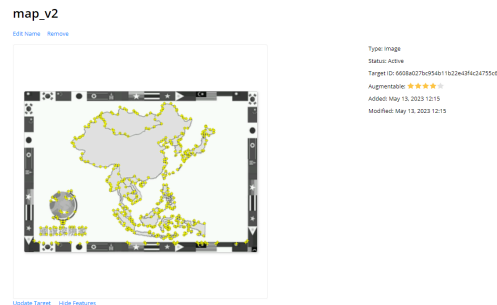 map_v2
Edit Name Remove
Type: Image
Status: Active
Target ID: 6608a027bc954b11b22e43f4c24755c6
Augmentable:
Added: May 13, 2023 12:15
Modified: May 13, 2023 12:15
Update Target Hide Features